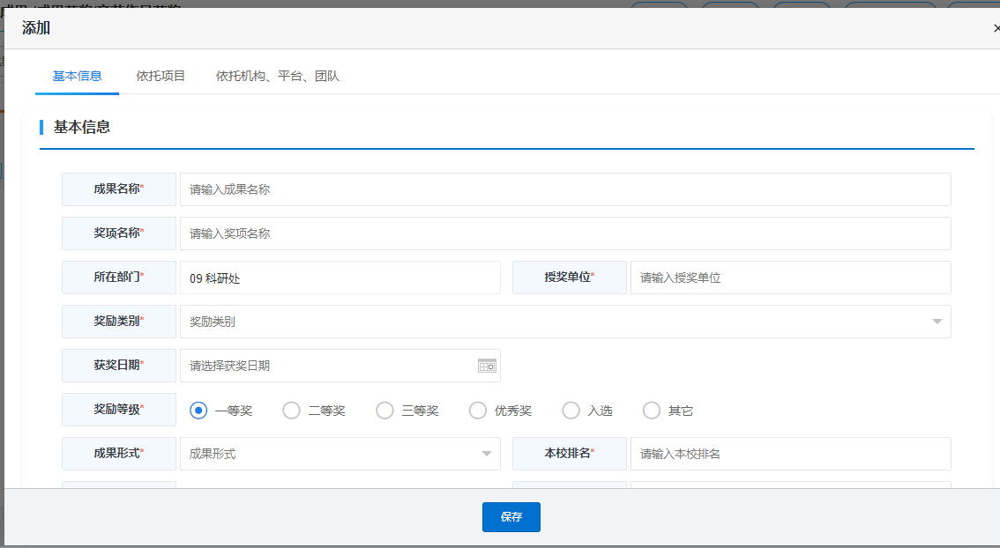 添加
基本信息 依托项目 依托机构、平台、团队
基本信息
成果名称* 请输入成果名称
奖项名称* 请输入奖项名称
所在部门* 09 科研处 授奖单位* 请输入授奖单位
奖励类别* 奖励类别
获奖日期* 请选择获奖日期
奖励等级* 一等奖 二等奖 三等奖 优秀奖 入选 其它
成果形式* 成果形式 本校排名* 请输入本校排名
保存